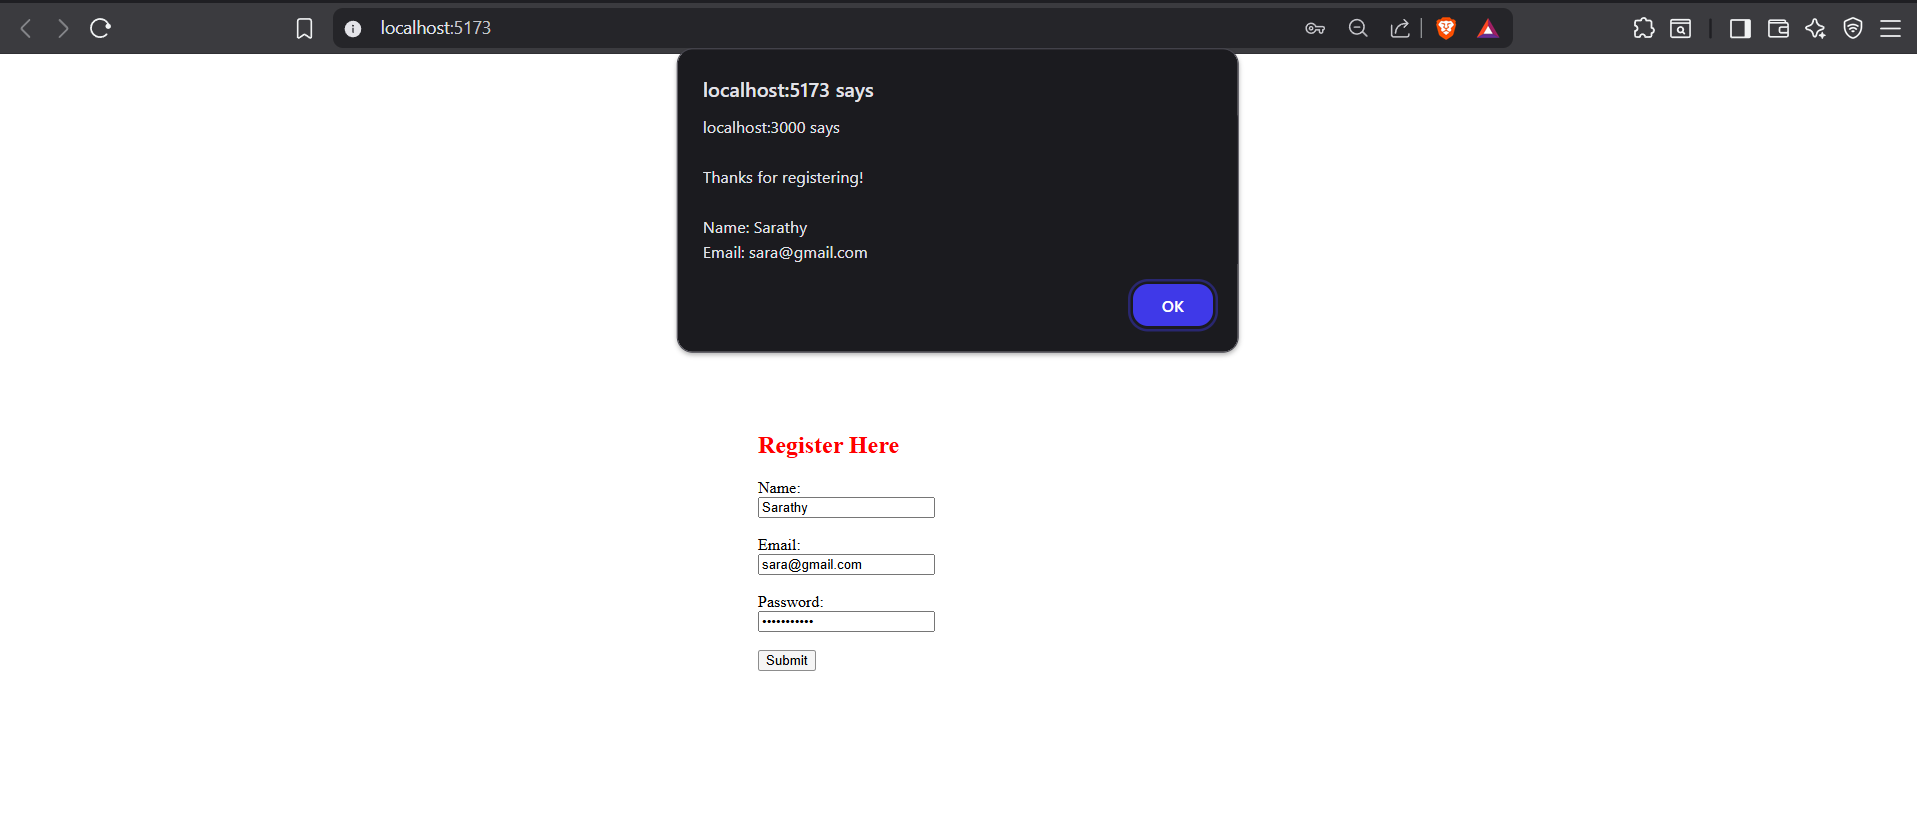 localhost:5173
localhost:5173 says
localhost:3000 says
Thanks for registering!
Name: Sarathy
Email: sara@gmail.com
OK
Register Here
Name:
Sarathy
Email:
sara@gmail.com
Password:
•••••••••••
Submit